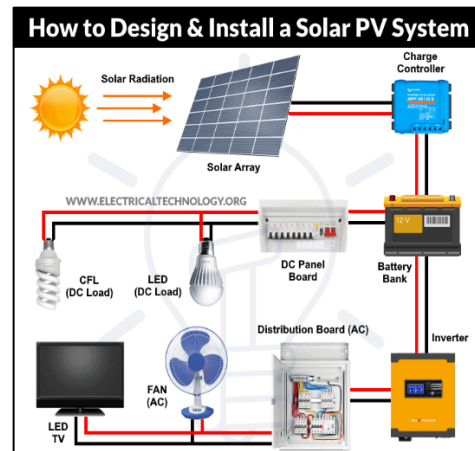 How to Design & Install a Solar PV System
Solar Radiation
Charge
Controller
Solar Array
WWW.ELECTRICALTECHNOLOGY.ORG
12 V
CFL
(DC Load)
LED
(DC Load)
DC Panel
Board
Battery
Bank
Distribution Board (AC)
Inverter
FAN
(AC)
LED
TV